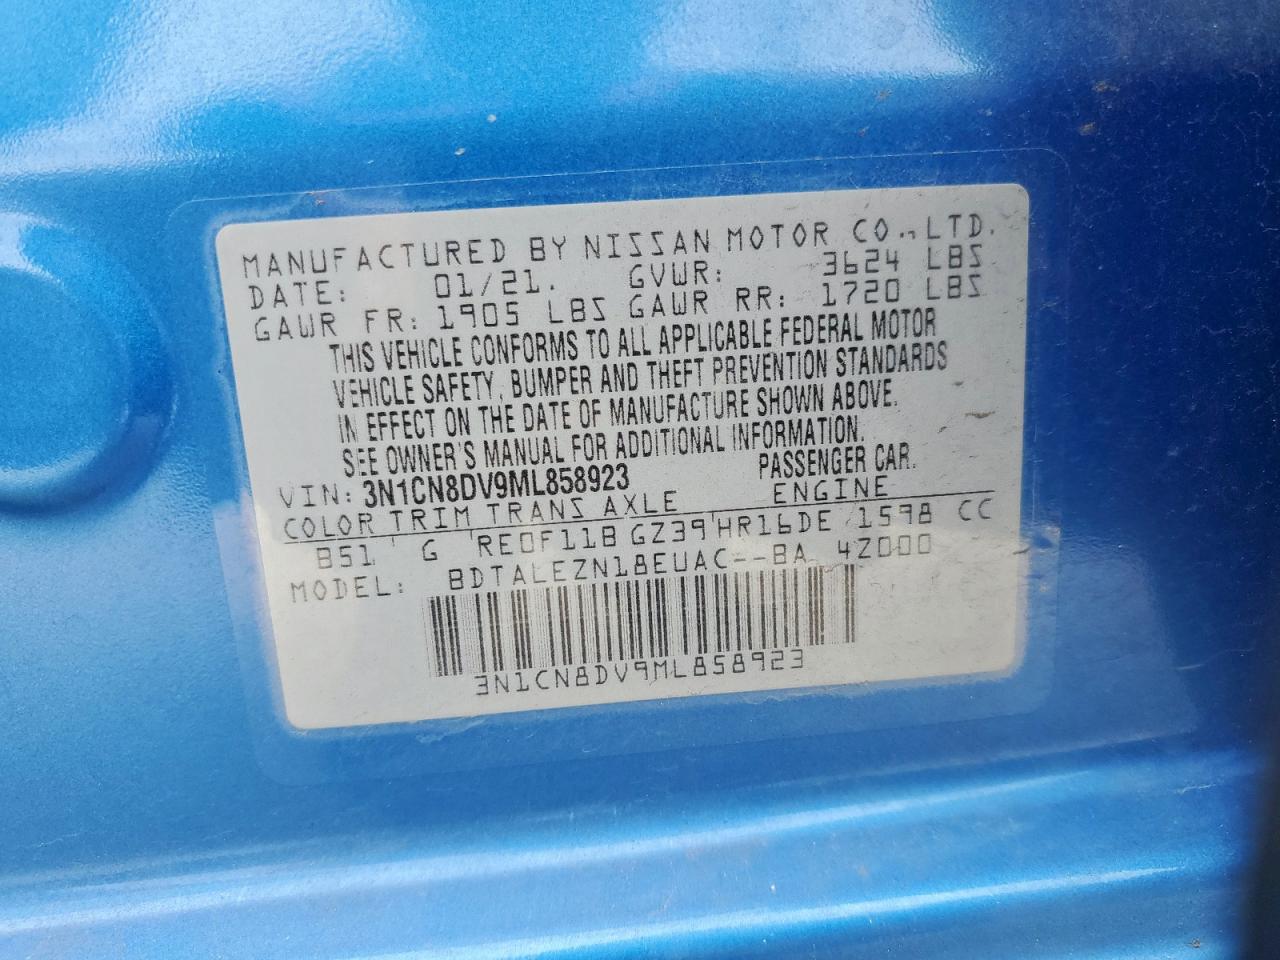 MANUFACTURED BY NISSAN MOTOR CO., LTD.
DATE: 01/21. GVWR: 3624 LBS
GAWR FR: 1905 LBS GAWR RR: 1720 LBS
THIS VEHICLE CONFORMS TO ALL APPLICABLE FEDERAL MOTOR
VEHICLE SAFETY, BUMPER AND THEFT PREVENTION STANDARDS
IN EFFECT ON THE DATE OF MANUFACTURE SHOWN ABOVE.
SEE OWNER'S MANUAL FOR ADDITIONAL INFORMATION.
VIN: 3N1CN8DV9ML858923 PASSENGER CAR.
COLOR TRIM TRANS AXLE ENGINE
B51 G RE0F11B GZ39 HR16DE 1598 CC
MODEL: BDTALEZN18EUAC--BA 42000
3N1CN8DV9ML858923